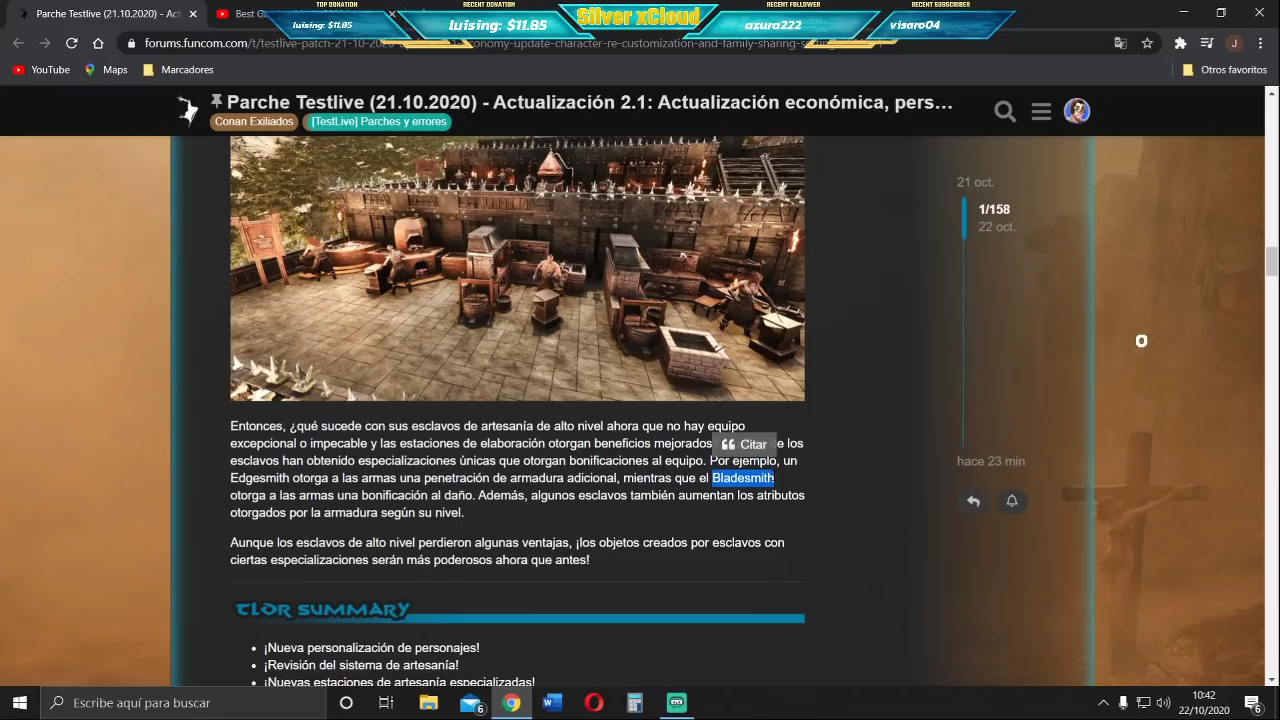 TOP DONATION
RECENT DONATION
RECENT FOLLOWER
RECENT SUBSCRIBER
Parche Testlive (21.10.2020) - Act
Best G
luising: $11.85
luising: $11.85
Silver xCloud
azura222
visaro04
forums.funcom.com/t/testlive-patch-21-10-2020
YouTube
Maps
Marcadores
Otros favoritos
J
Parche Testlive (21.10.2020) - Actualización 2.1: Actualización económica, pers…
Conan Exiliados
[TestLive] Parches y errores
21 oct.
1/158
22 oct.
hace 23 min
Entonces, ¿qué sucede con sus esclavos de artesanía de alto nivel ahora que no hay equipo
Citar
excepcional o impecable y las estaciones de elaboración otorgan beneficios mejorados e los
esclavos han obtenido especializaciones únicas que otorgan bonificaciones al equipo. Por ejemplo, un
Edgesmith otorga a las armas una penetración de armadura adicional, mientras que el Bladesmith
otorga a las armas una bonificación al daño. Además, algunos esclavos también aumentan los atributos
otorgados por la armadura según su nivel.
Aunque los esclavos de alto nivel perdieron algunas ventajas, ¡los objetos creados por esclavos con
ciertas especializaciones serán más poderosos ahora que antes!
TLDR SUMMARY
• ¡Nueva personalización de personajes!
• ¡Revisión del sistema de artesanía!
• ¡Nuevas estaciones de artesanía especializadas!
Escribe aquí para buscar
6
10:42
22/10/2020
6